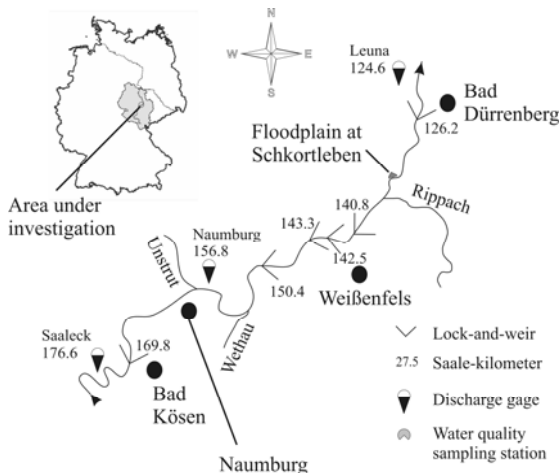 N
W E
S
Leuna
124.6
Bad
Dürrenberg
126.2
Floodplain at
Schkortleben
Area under
investigation
Rippach
Naumburg
156.8
Unstrut
143.3
140.8
142.5
150.4
Weißenfels
Wethau
Saaleck
176.6
169.8
Bad
Kösen
Naumburg
Lock-and-weir
27.5 Saale-kilometer
Discharge gage
Water quality
sampling station